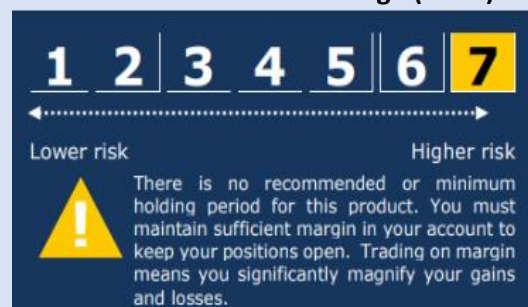 1 2 3 4 5 6 7
Lower risk Higher risk
There is no recommended or minimum
holding period for this product. You must
maintain sufficient margin in your account to
keep your positions open. Trading on margin
means you significantly magnify your gains
and losses.